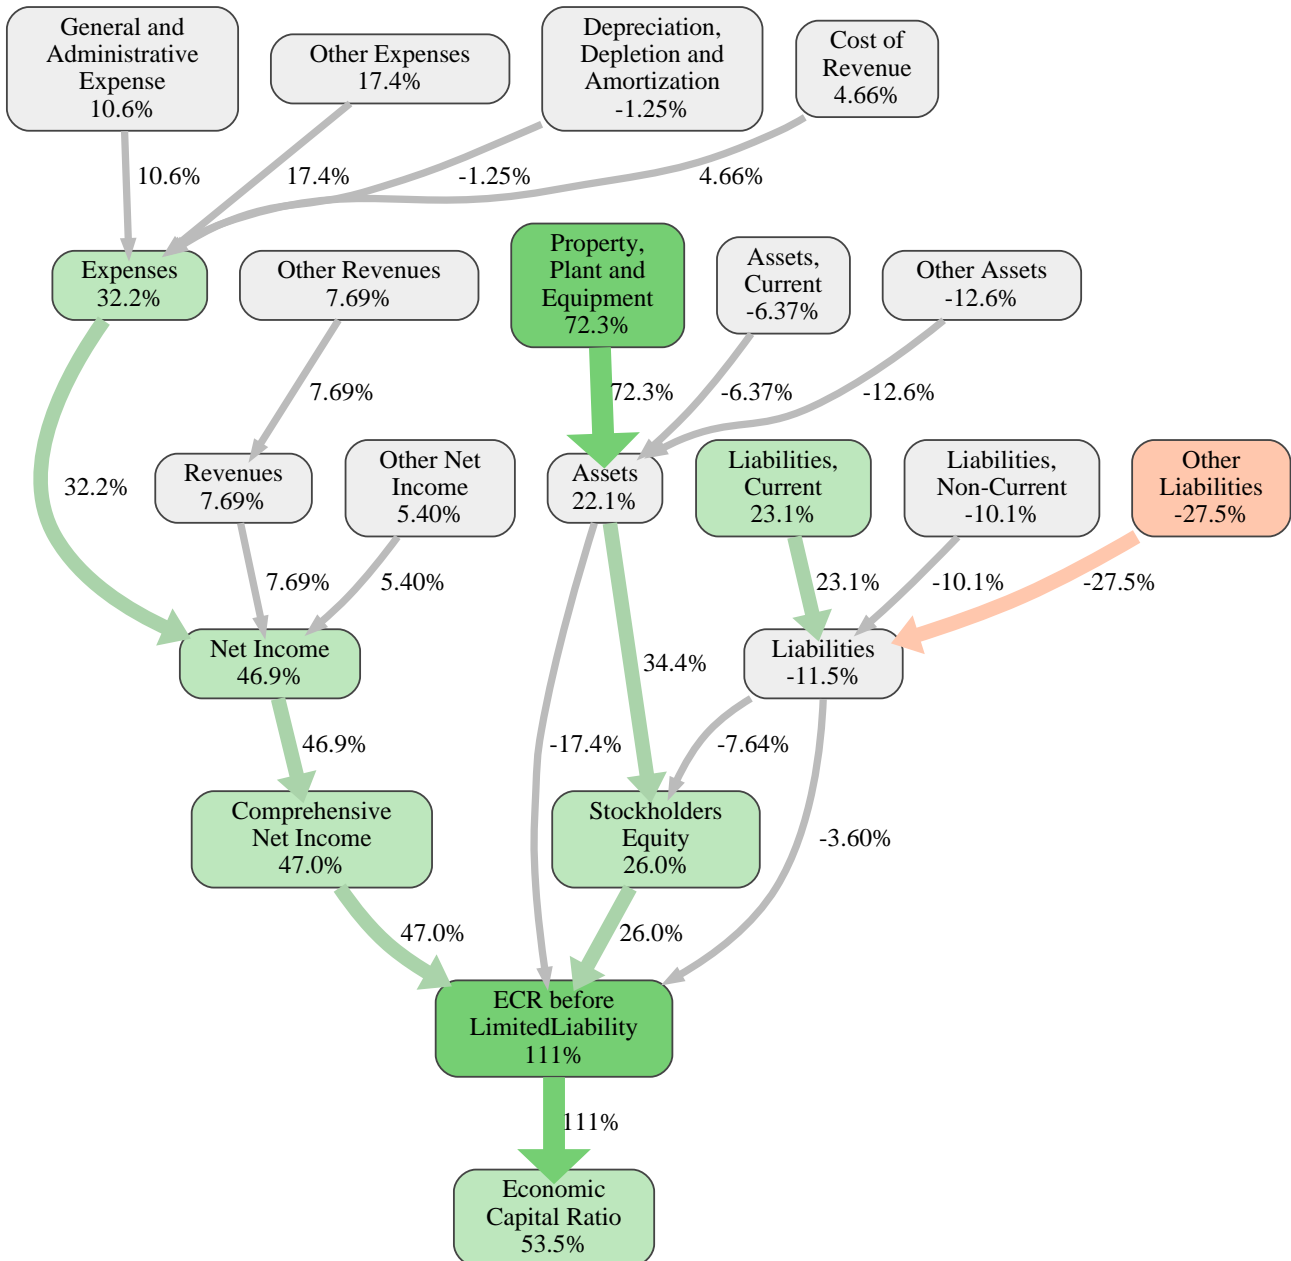 General and
Administrative
Expense
10.6%
Other Expenses
17.4%
Depreciation,
Depletion and
Amortization
-1.25%
Cost of
Revenue
4.66%
10.6%
17.4%
-1.25%
4.66%
Expenses
32.2%
Other Revenues
7.69%
Property,
Plant and
Equipment
72.3%
Assets,
Current
-6.37%
Other Assets
-12.6%
7.69%
72.3%
-6.37%
-12.6%
32.2%
Revenues
7.69%
Other Net
Income
5.40%
Assets
22.1%
Liabilities,
Current
23.1%
Liabilities,
Non-Current
-10.1%
Other
Liabilities
-27.5%
7.69%
5.40%
23.1%
-10.1%
-27.5%
Net Income
46.9%
34.4%
Liabilities
-11.5%
46.9%
-17.4%
-7.64%
Comprehensive
Net Income
47.0%
Stockholders
Equity
26.0%
-3.60%
47.0%
26.0%
ECR before
LimitedLiability
111%
111%
Economic
Capital Ratio
53.5%